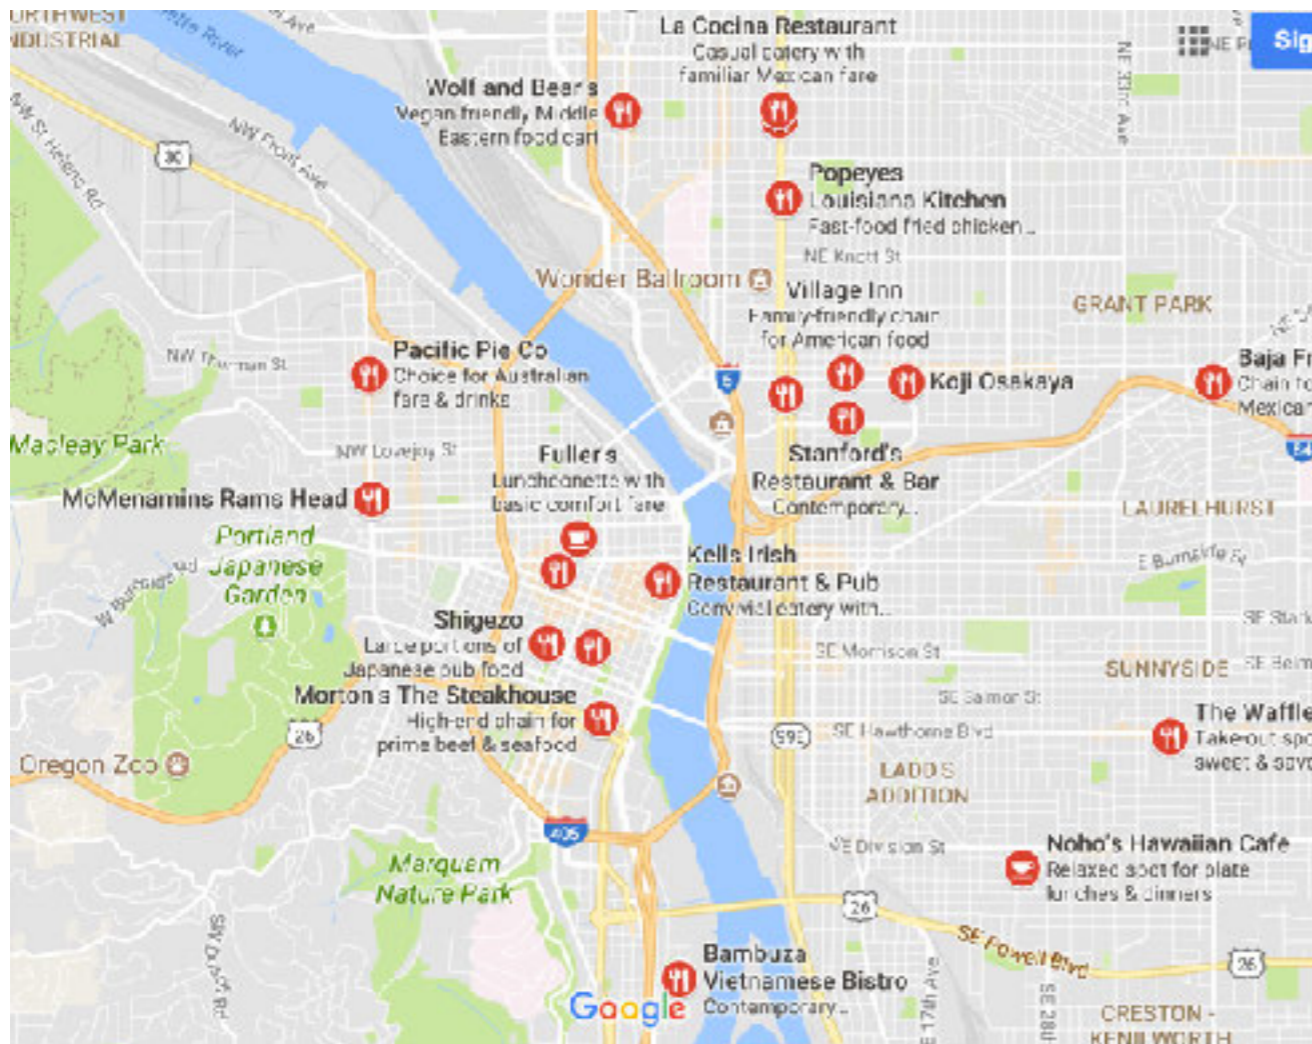 La Cocina Restaurant
Casual eatery with
familiar Mexican fare
Wolf and Bear's
Vegan friendly Middle
Eastern food cart
NW Front Ave
NW St Helens Rd
30
NE 33rd Ave
Sig
Popeyes
Louisiana Kitchen
Fast-food fried chicken...
NE Knott St
Wonder Ballroom
Village Inn
Family-friendly chain
for American food
GRANT PARK
NW Thurman St
Pacific Pie Co
Choice for Australian
fare & drinks
5
Koji Osakaya
Baja Fr
Chain fo
Mexican
84
Macleay Park
NW Lovejoy St
Fuller's
Luncheonette with
basic comfort fare
Stanford's
Restaurant & Bar
Contemporary...
McMenamins Rams Head
LAURELHURST
Portland
Japanese
Garden
W Burnside Rd
Kells Irish
Restaurant & Pub
Convivial eatery with...
E Burnside
SE Stark
Shigezo
Large portions of
Japanese pub food
SE Morrison St
SUNNYSIDE
SE Belm
Morton's The Steakhouse
High-end chain for
prime beef & seafood
SE Salmon St
26
99E
SE Hawthorne Blvd
The Waffle
Take-out spo
sweet & savo
Oregon Zoo
LADD'S
ADDITION
405
SE Division St
Noho's Hawaiian Cafe
Relaxed spot for plate
lunches & dinners
Marquam
Nature Park
26
SE Powell Blvd
26
Bambuza
Vietnamese Bistro
Contemporary...
Google
E 17th Ave
SE 28th
CRESTON -
KENILWORTH